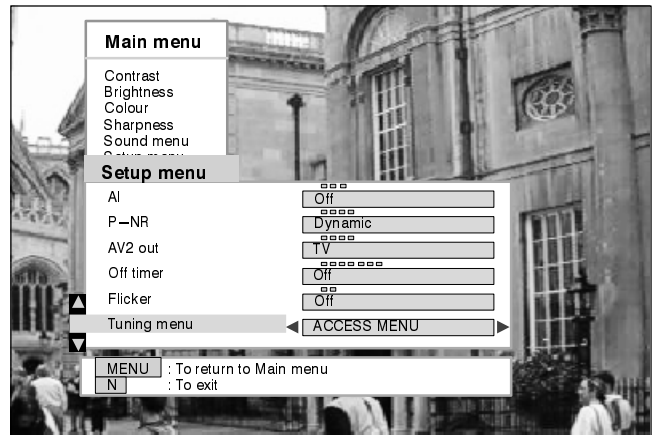 Main menu
Contrast
Brightness
Colour
Sharpness
Sound menu
Setup menu
AI Off
P-NR Dynamic
AV2 out TV
Off timer Off
Flicker Off
Tuning menu ACCESS MENU
MENU : To return to Main menu
N : To exit